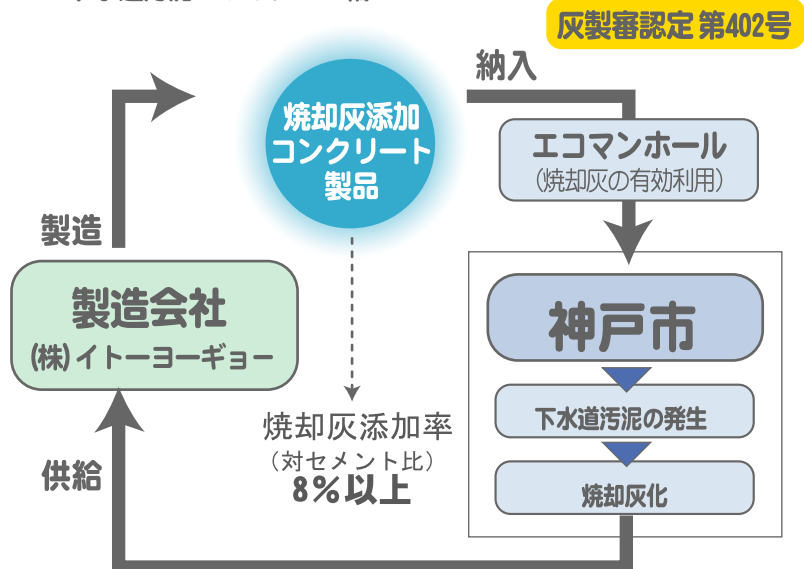 灰製審認定 第402号
納入
焼却灰添加
コンクリート
製品
エコマンホール
(焼却灰の有効利用)
製造
製造会社
(株)イトーヨーギョー
神戸市
下水道汚泥の発生
焼却灰化
焼却灰添加率
(対セメント比)
8%以上
供給